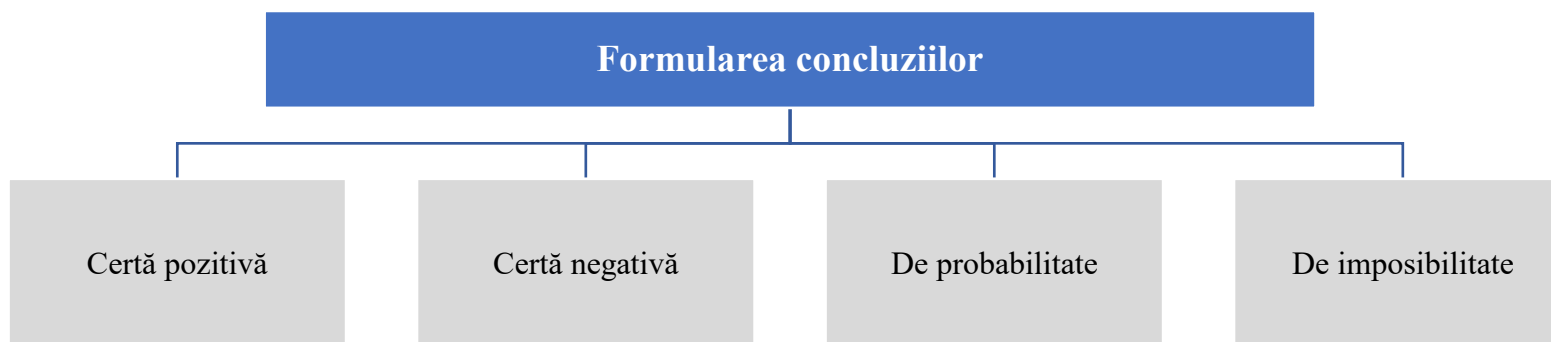 Formularea concluziilor
Certă pozitivă
Certă negativă
De probabilitate
De imposibilitate